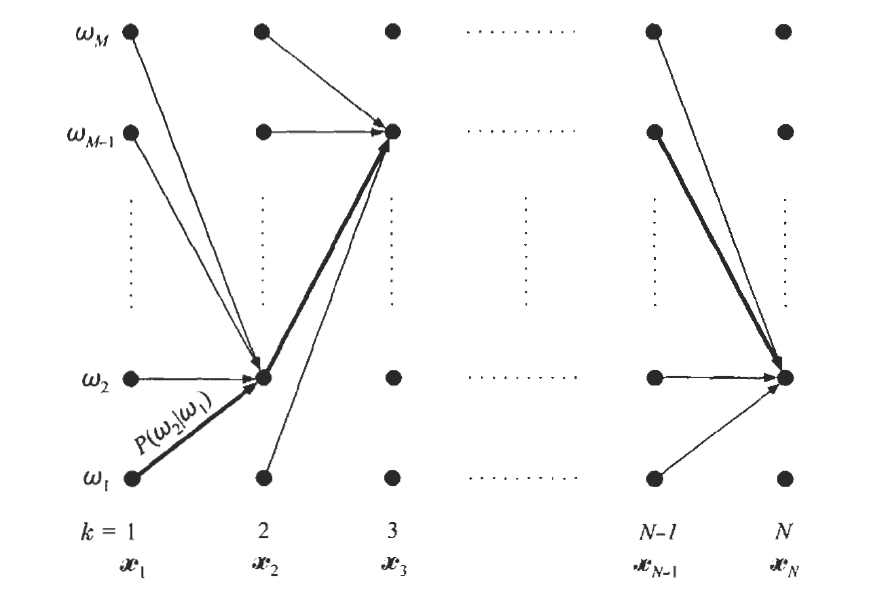 ω_M
ω_{M-1}
ω_2
P(ω_2|ω_1)
ω_1
k = 1 2 3 N-1 N
x_1 x_2 x_3 x_{N-1} x_N